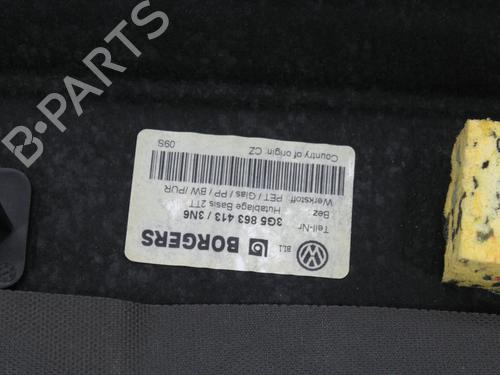 BLI
BORGERS
Teil-Nr 3G5 863 413 / 3N6
Bez.: Hutablage Basis 2TT
Werkstoff: PET / Glas / PP / BW /PUR
Country of origin: CZ 09S
B-PARTS